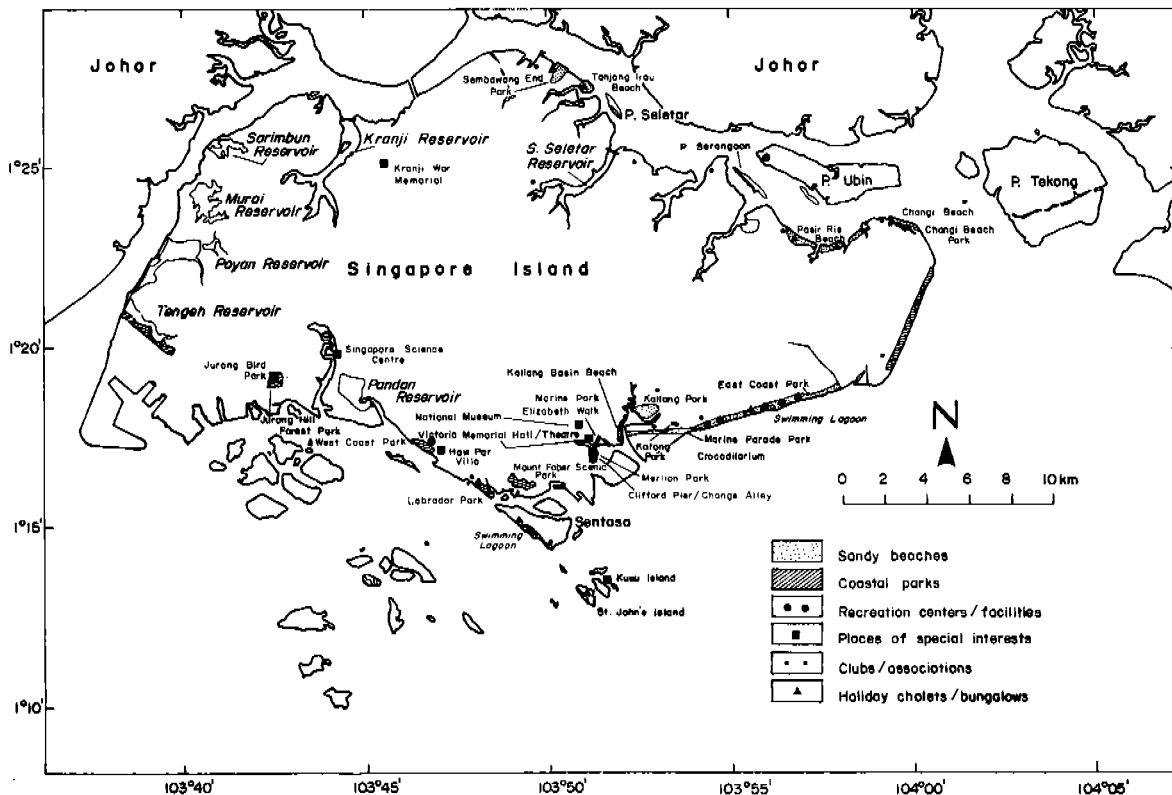 Johor
Johor
Sembawang End
Park
Tanjong Irau
Beach
P. Seletar
Sarimbun
Reservoir
Kranji Reservoir
Kranji War
Memorial
S. Seletar
Reservoir
P. Serangoon
P. Ubin
P. Tekong
1°25'
Murai
Reservoir
Changi Beach
Changi Beach
Park
Pasir Ris
Beach
Poyan Reservoir
Singapore Island
Tengeh Reservoir
1°20'
Singapore Science
Centre
Jurong Bird
Park
Pandan
Reservoir
Kallang Basin Beach
Marina Park
Elizabeth Walk
Kallang Park
East Coast Park
Swimming Lagoon
National Museum
Jurong Hill
Forest Park
West Coast Park
Victoria Memorial Hall/Theatre
Haw Par
Villa
Katong
Park
Marine Parade Park
Crocodilarium
Mount Faber Scenic
Park
Merlion Park
Clifford Pier/Change Alley
Labrador Park
1°15'
Sentosa
Swimming
Lagoon
Kusu Island
St. John's Island
1°10'
N
0 2 4 6 8 10 km
Sandy beaches
Coastal parks
Recreation centers/facilities
Places of special interests
Clubs/associations
Holiday chalets/bungalows
103°40' 103°45' 103°50' 103°55' 104°00' 104°05'